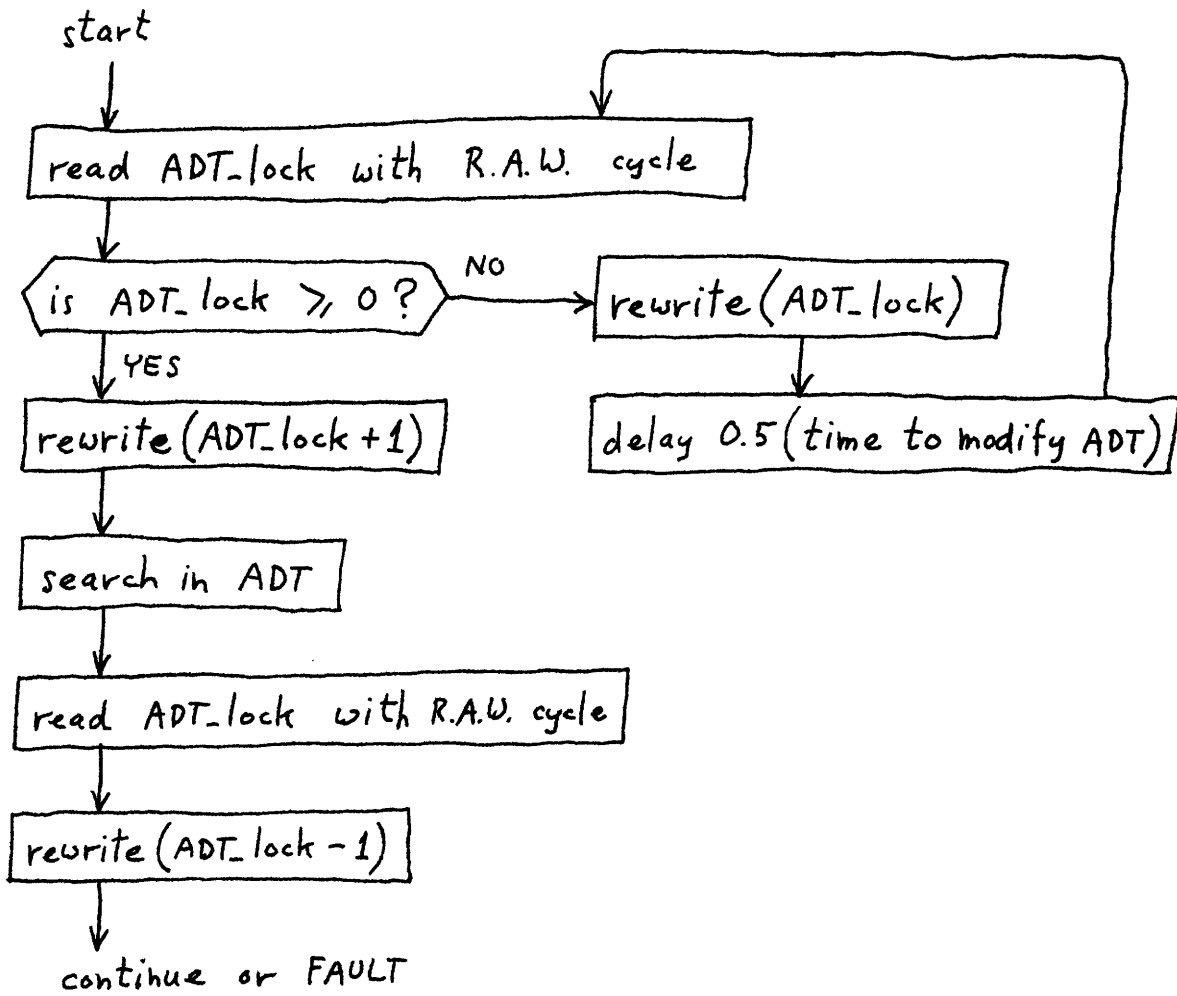 start
read ADT_lock with R.A.W. cycle
is ADT_lock ⩾ 0?
NO
rewrite(ADT_lock)
YES
rewrite(ADT_lock+1)
delay 0.5(time to modify ADT)
search in ADT
read ADT_lock with R.A.W. cycle
rewrite(ADT_lock-1)
continue or FAULT